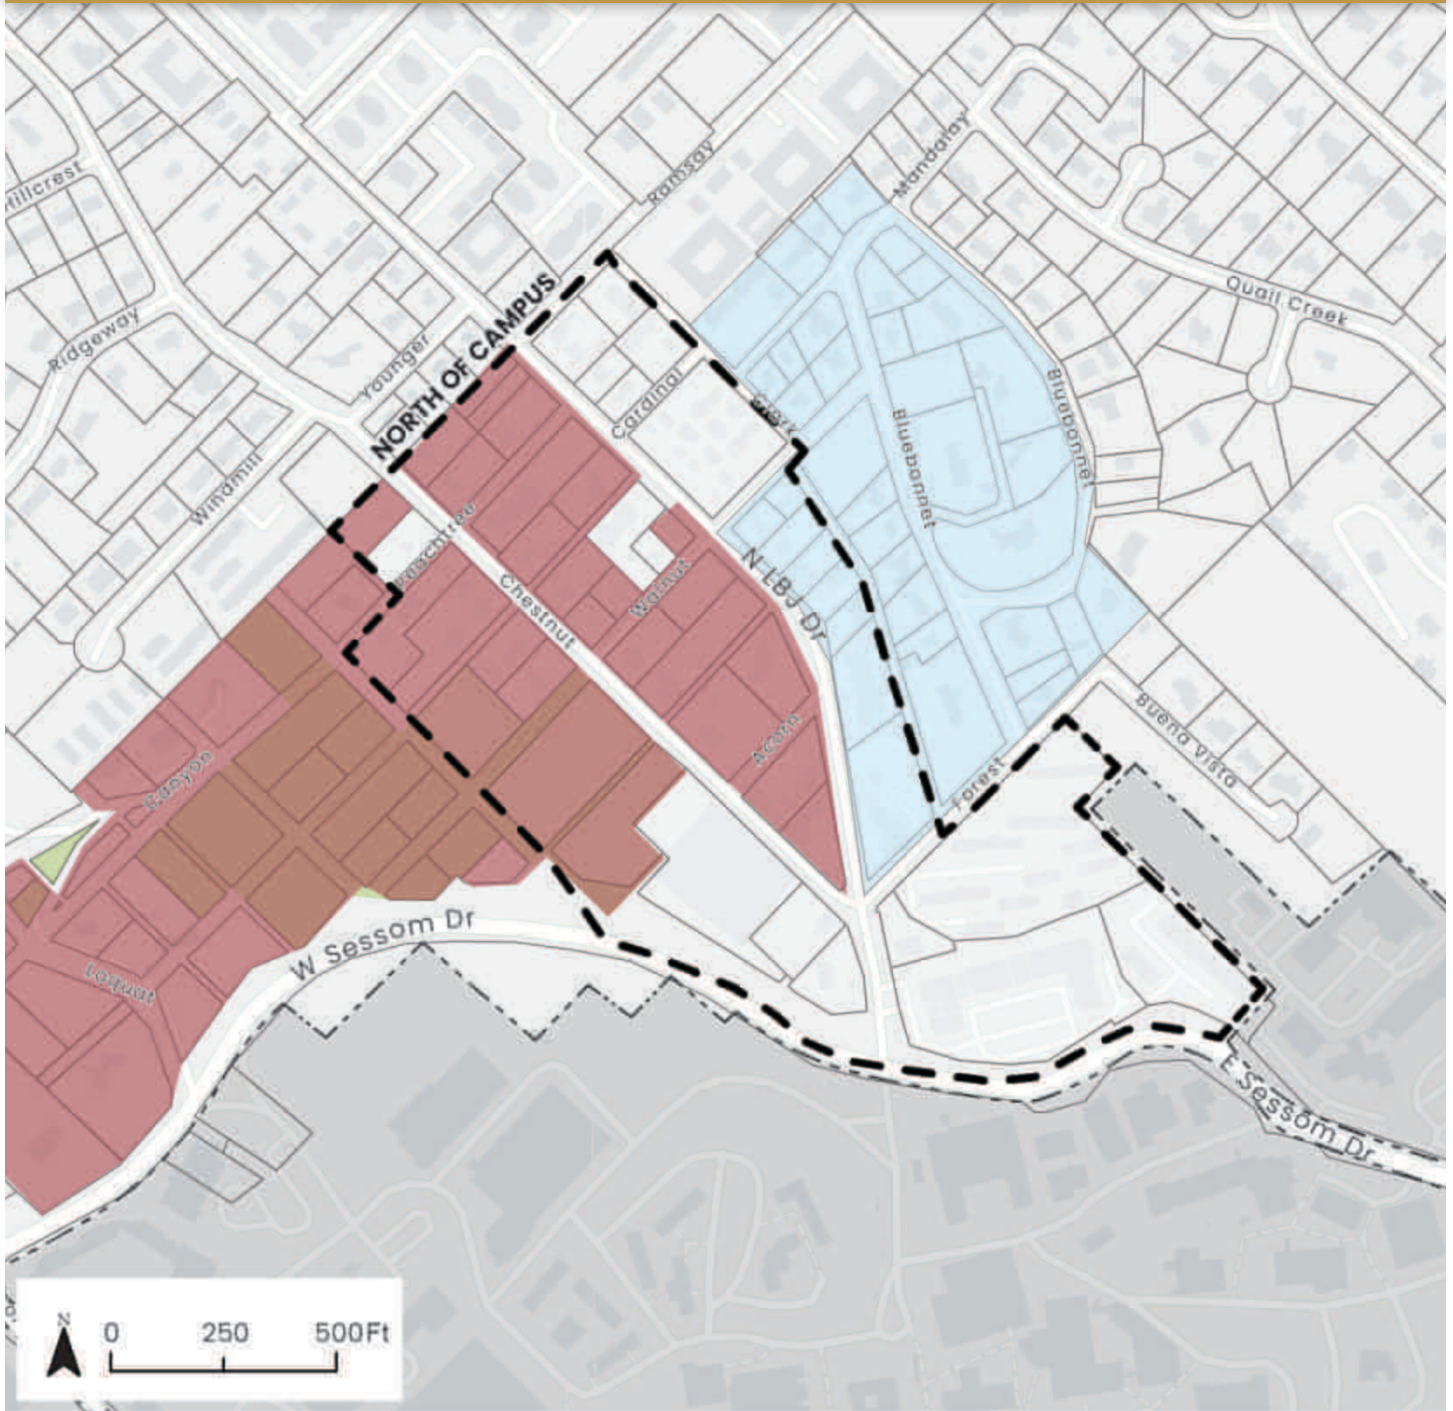 Ramsay
Mandalay
Hillcrest
Quail Creek
Ridgeway
NORTH OF CAMPUS
Younger
Cardinal
Bluebonnet
Bluebonnet
Windmill
Peachtree
Chestnut
Walnut
N LBJ Dr
Acorn
Forest
Buena Vista
Canyon
W Sessom Dr
Loquat
E Sessom Dr
N
0 250 500Ft